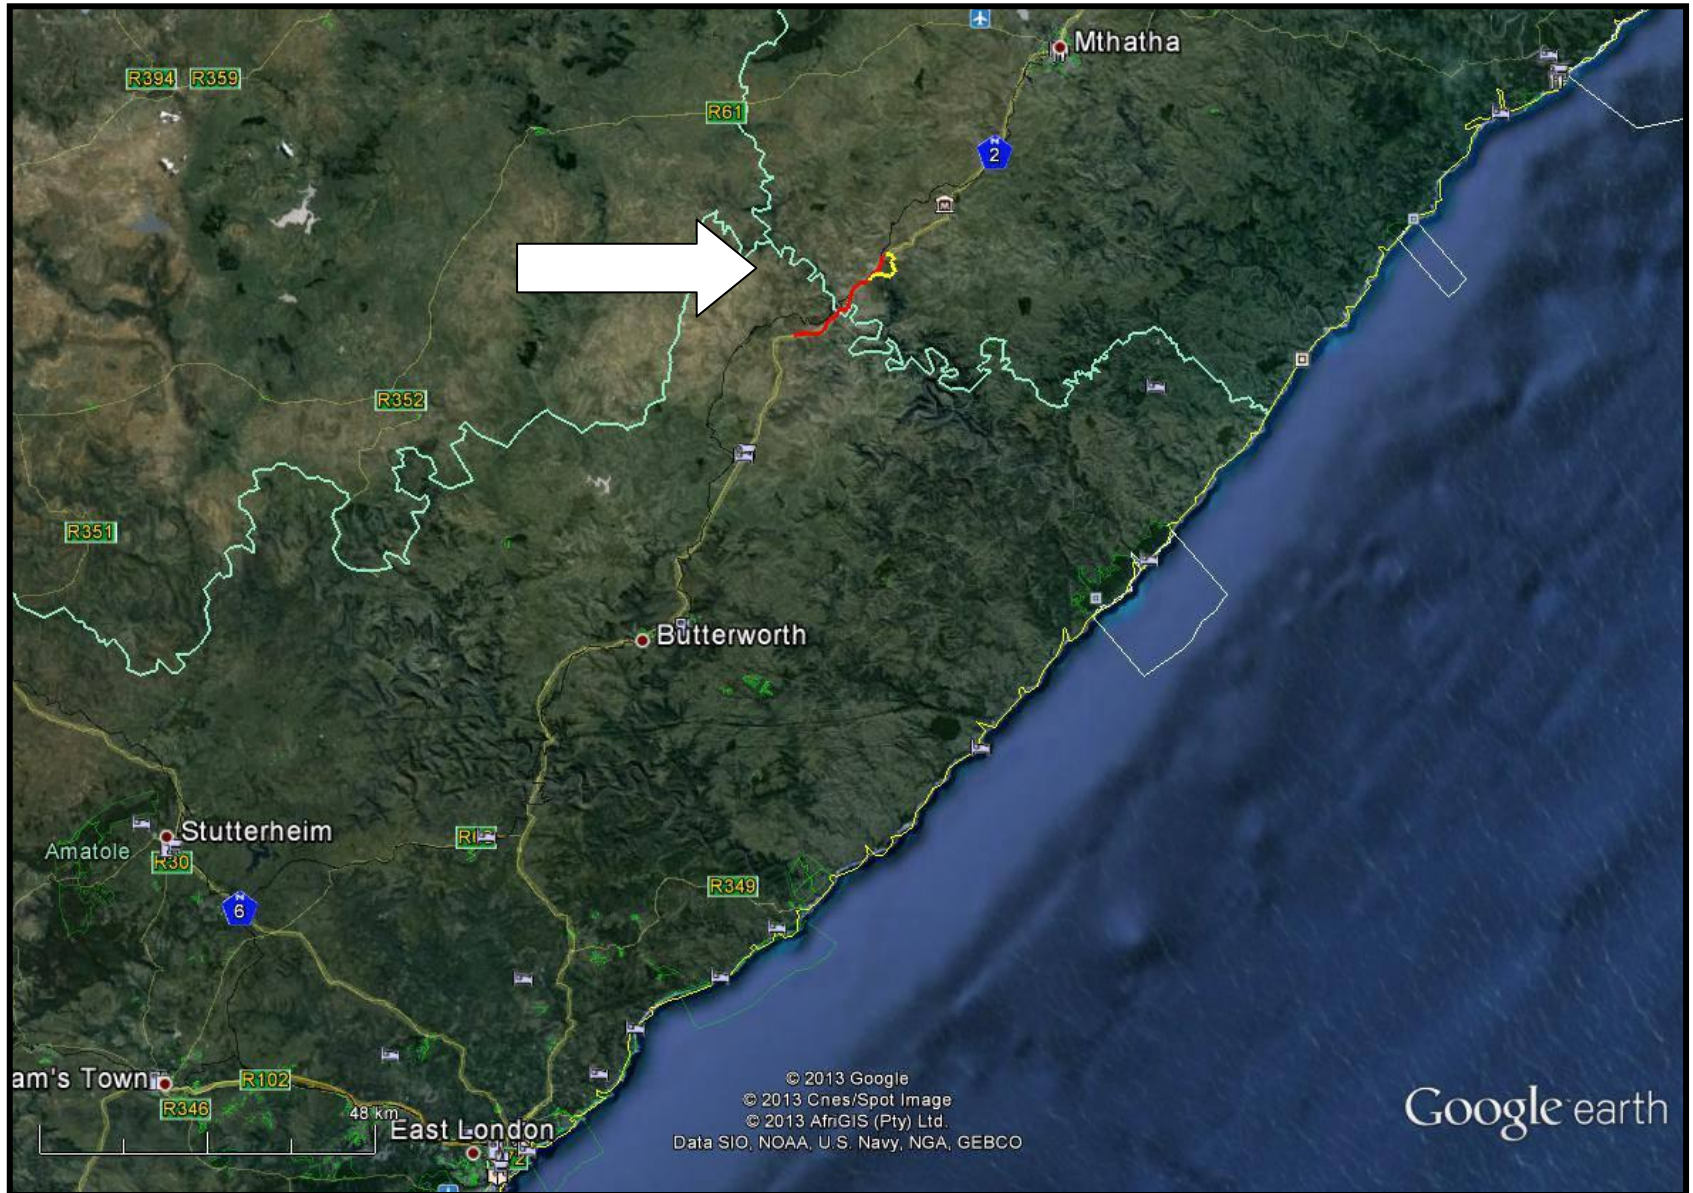 Mthatha
R394
R359
R61
N
2
M
R352
R351
Butterworth
Stutterheim
Amatole
R30
R349
N
6
am's Town
R102
R346
48 km
East London
© 2013 Google
© 2013 Cnes/Spot Image
© 2013 AfriGIS (Pty) Ltd.
Data SIO, NOAA, U.S. Navy, NGA, GEBCO
Google earth